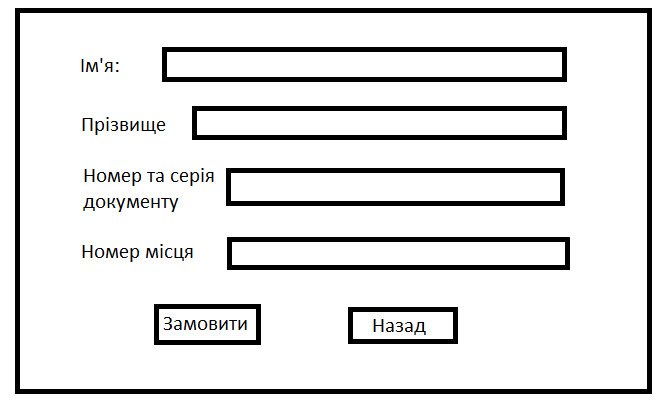 Ім'я:
Прізвище
Номер та серія
документу
Номер місця
Замовити
Назад